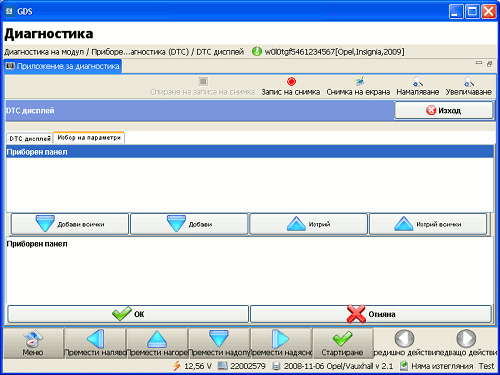 GDS
Диагностика
Диагностика на модул / Приборе...агностика (DTC) / DTC дисплей w0l0tgf5461234567[Opel,Insignia,2009]
Приложение за диагностика
Спиране на записа на снимка Запис на снимка Снимка на екрана Намаляване Увеличаване
DTC дисплей Изход
DTC дисплей Избор на параметри
Приборен панел
Добави всички Добави Изтрий Изтрий всички
Приборен панел
OK Отмяна
Меню Премести наляво Премести нагоре Премести надолу Премести надясно Стартиране редишно действи ледващо действи
12,56 V 22002579 2008-11-06 Opel/Vauxhall v 2.1 Няма изтегляния Test